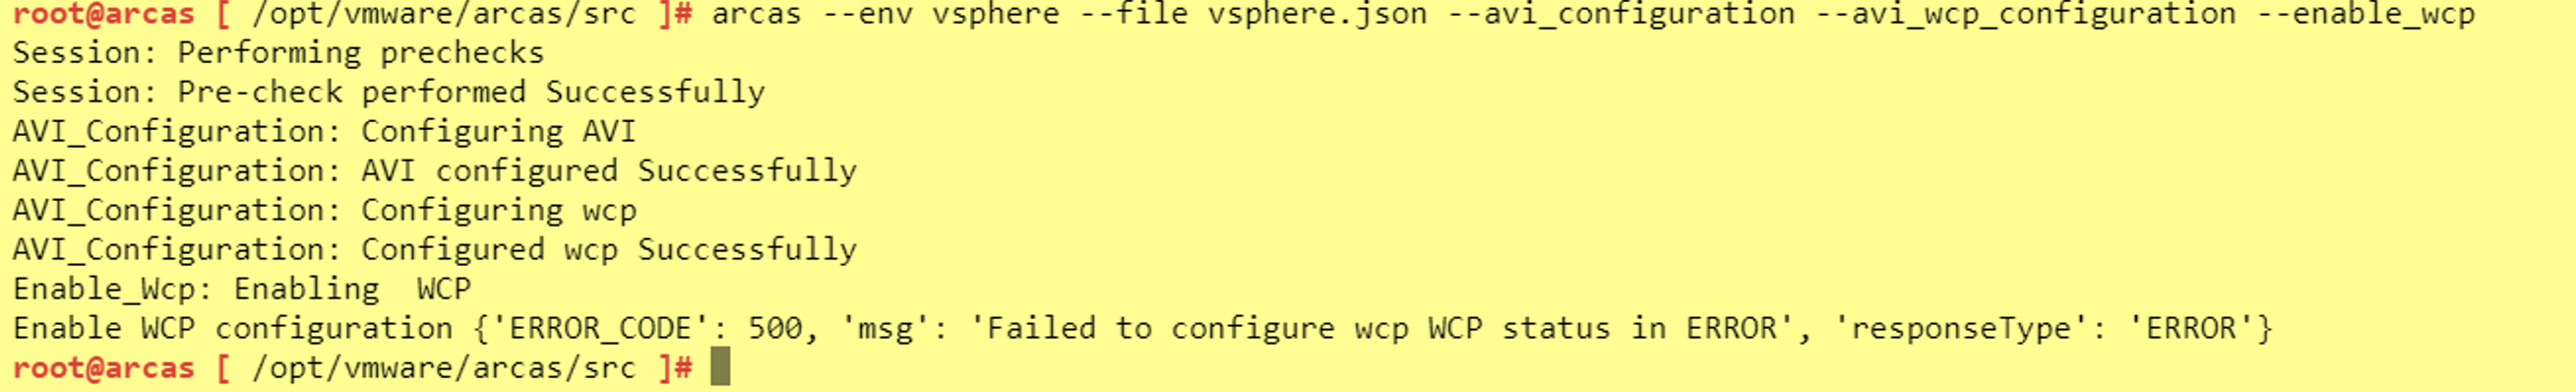 root@arcas [ /opt/vmware/arcas/src ]# arcas --env vsphere --file vsphere.json --avi_configuration --avi_wcp_configuration --enable_wcp
Session: Performing prechecks
Session: Pre-check performed Successfully
AVI_Configuration: Configuring AVI
AVI_Configuration: AVI configured Successfully
AVI_Configuration: Configuring wcp
AVI_Configuration: Configured wcp Successfully
Enable_Wcp: Enabling  WCP
Enable WCP configuration {'ERROR_CODE': 500, 'msg': 'Failed to configure wcp WCP status in ERROR', 'responseType': 'ERROR'}
root@arcas [ /opt/vmware/arcas/src ]#